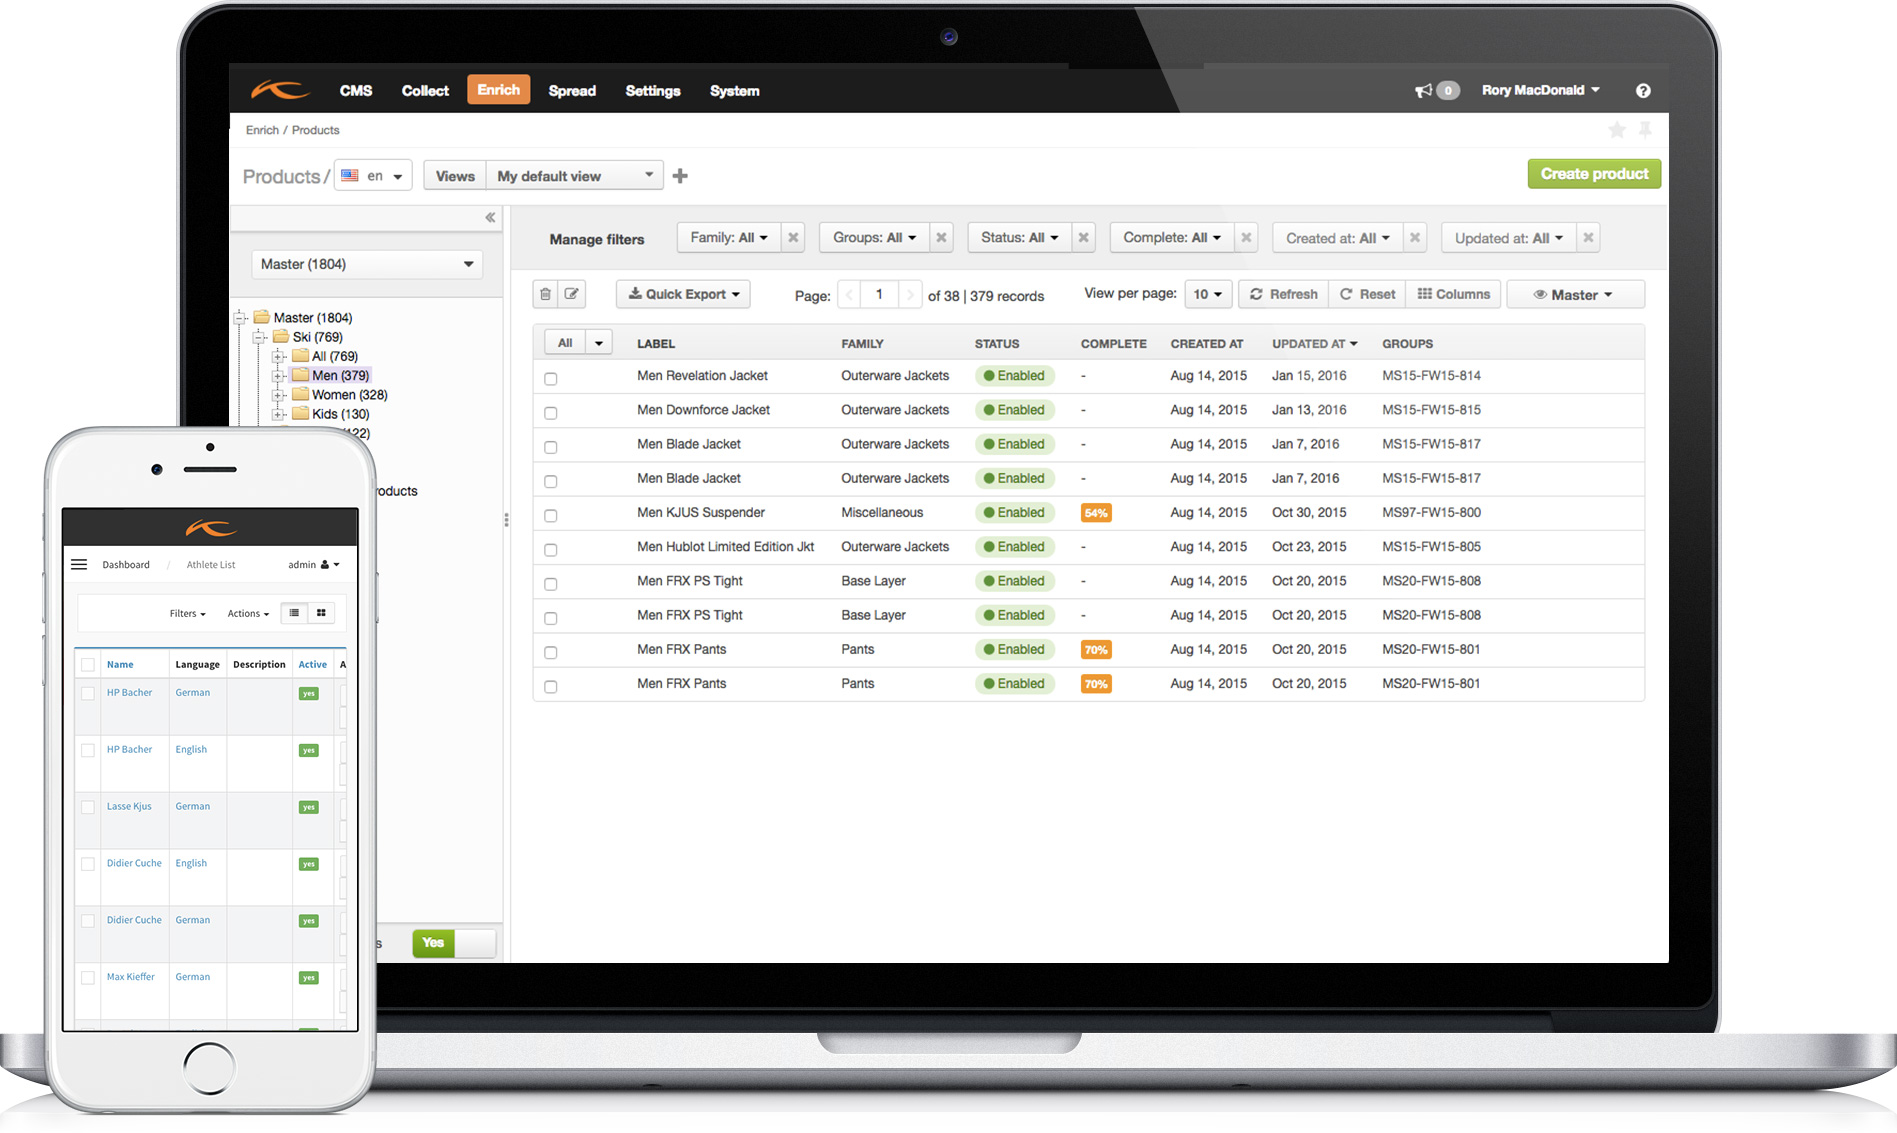 CMS Collect Enrich Spread Settings System 0 Rory MacDonald ?
Enrich / Products
Products / en Views My default view Create product
Manage filters Family: All Groups: All Status: All Complete: All Created at: All Updated at: All
Master (1804)
Quick Export Page: 1 of 38 | 379 records View per page: 10 Refresh Reset Columns Master
Master (1804)
Ski (769)
All (769)
Men (379)
Women (328)
Kids (130)
122)
roducts
s Yes
All LABEL FAMILY STATUS COMPLETE CREATED AT UPDATED AT GROUPS
Men Revelation Jacket Outerware Jackets Enabled - Aug 14, 2015 Jan 15, 2016 MS15-FW15-814
Men Downforce Jacket Outerware Jackets Enabled - Aug 14, 2015 Jan 13, 2016 MS15-FW15-815
Men Blade Jacket Outerware Jackets Enabled - Aug 14, 2015 Jan 7, 2016 MS15-FW15-817
Men Blade Jacket Outerware Jackets Enabled - Aug 14, 2015 Jan 7, 2016 MS15-FW15-817
Men KJUS Suspender Miscellaneous Enabled 54% Aug 14, 2015 Oct 30, 2015 MS97-FW15-800
Men Hublot Limited Edition Jkt Outerware Jackets Enabled - Aug 14, 2015 Oct 23, 2015 MS15-FW15-805
Men FRX PS Tight Base Layer Enabled - Aug 14, 2015 Oct 20, 2015 MS20-FW15-808
Men FRX PS Tight Base Layer Enabled - Aug 14, 2015 Oct 20, 2015 MS20-FW15-808
Men FRX Pants Pants Enabled 70% Aug 14, 2015 Oct 20, 2015 MS20-FW15-801
Men FRX Pants Pants Enabled 70% Aug 14, 2015 Oct 20, 2015 MS20-FW15-801
Dashboard / Athlete List admin
Filters Actions
Name Language Description Active A
HP Bacher German yes
HP Bacher English yes
Lasse Kjus German yes
Didier Cuche English yes
Didier Cuche German yes
Max Kieffer German yes